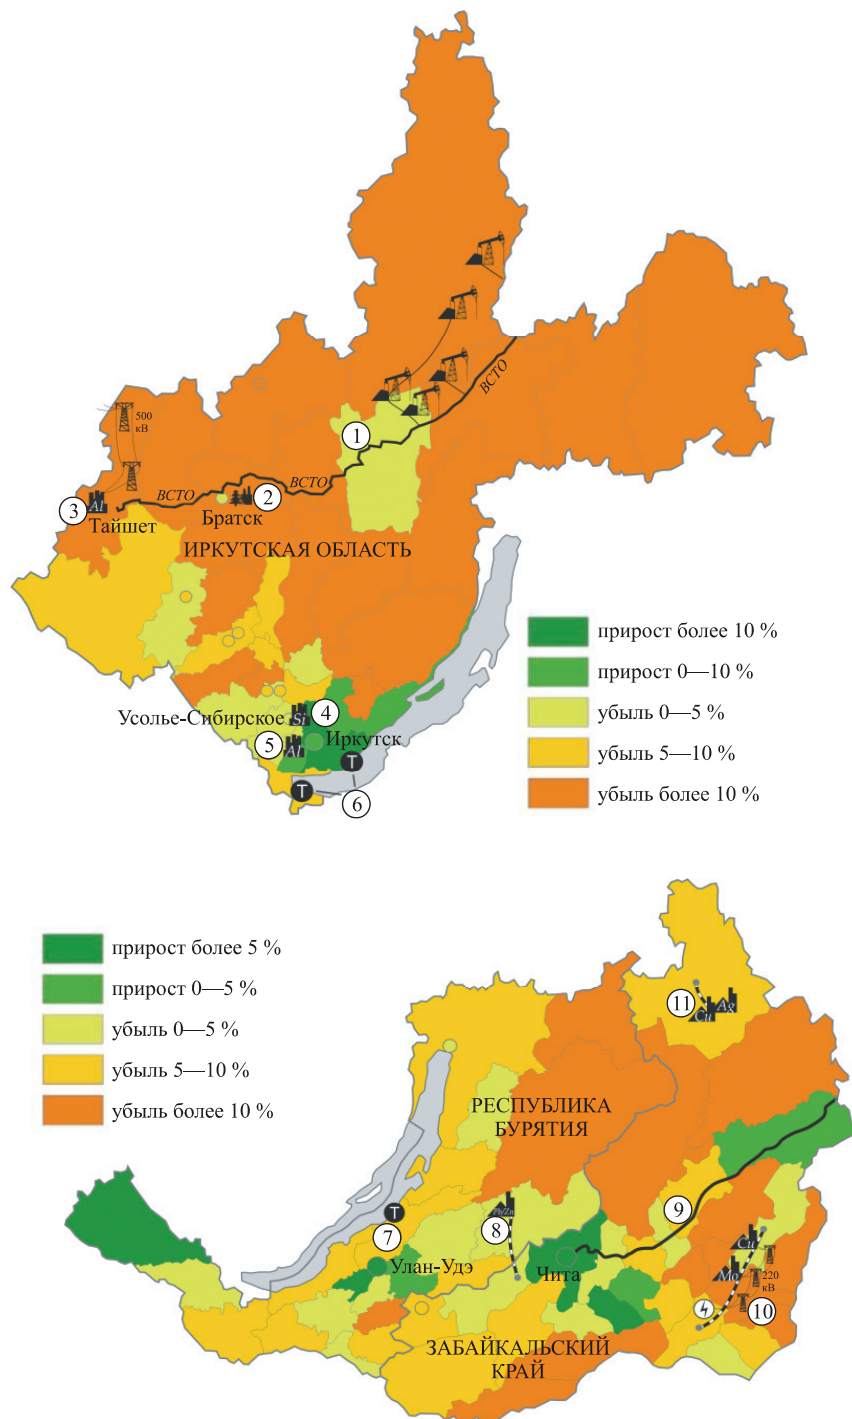 ВСТО
1
500
кВ
ВСТО
ВСТО
2
3
Al
Братск
Тайшет
ИРКУТСКАЯ ОБЛАСТЬ
прирост более 10 %
прирост 0—10 %
убыль 0—5 %
убыль 5—10 %
убыль более 10 %
Усолье-Сибирское
Si
4
5
Al
Иркутск
T
T
6
прирост более 5 %
прирост 0—5 %
убыль 0—5 %
убыль 5—10 %
убыль более 10 %
11
Cu
Ag
РЕСПУБЛИКА
БУРЯТИЯ
T
7
8
Pb/Zn
9
Улан-Удэ
Чита
Cu
Mo
220
кВ
10
ЗАБАЙКАЛЬСКИЙ
КРАЙ